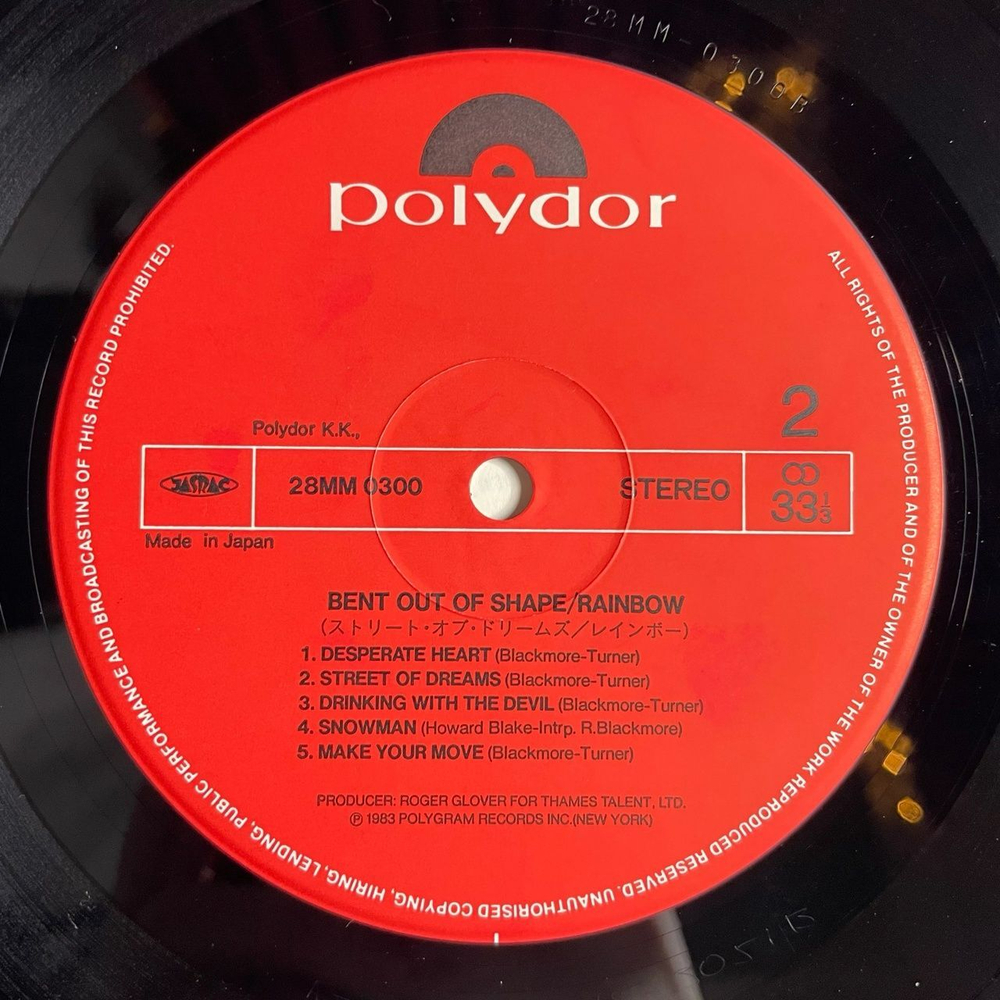 28MM-0300B
polydor
2
Polydor K.K.,
JASRAC
28MM 0300
STEREO
33 1/3
Made in Japan
BENT OUT OF SHAPE/RAINBOW
(ストリート・オブ・ドリームズ/レインボー)
1. DESPERATE HEART (Blackmore-Turner)
2. STREET OF DREAMS (Blackmore-Turner)
3. DRINKING WITH THE DEVIL (Blackmore-Turner)
4. SNOWMAN (Howard Blake-Intrp. R.Blackmore)
5. MAKE YOUR MOVE (Blackmore-Turner)
PRODUCER: ROGER GLOVER FOR THAMES TALENT, LTD.
℗ 1983 POLYGRAM RECORDS INC.(NEW YORK)
ALL RIGHTS OF THE PRODUCER AND OF THE OWNER OF THE WORK REPRODUCED RESERVED. UNAUTHORISED COPYING, HIRING, LENDING, PUBLIC PERFORMANCE AND BROADCASTING OF THIS RECORD PROHIBITED.